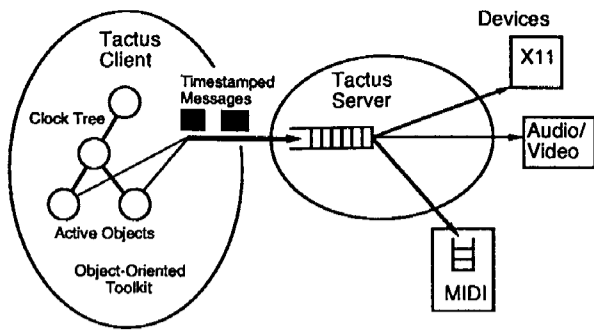 Tactus
Client
Clock Tree
Active Objects
Object-Oriented
Toolkit
Timestamped
Messages
Tactus
Server
Devices
X11
Audio/
Video
MIDI